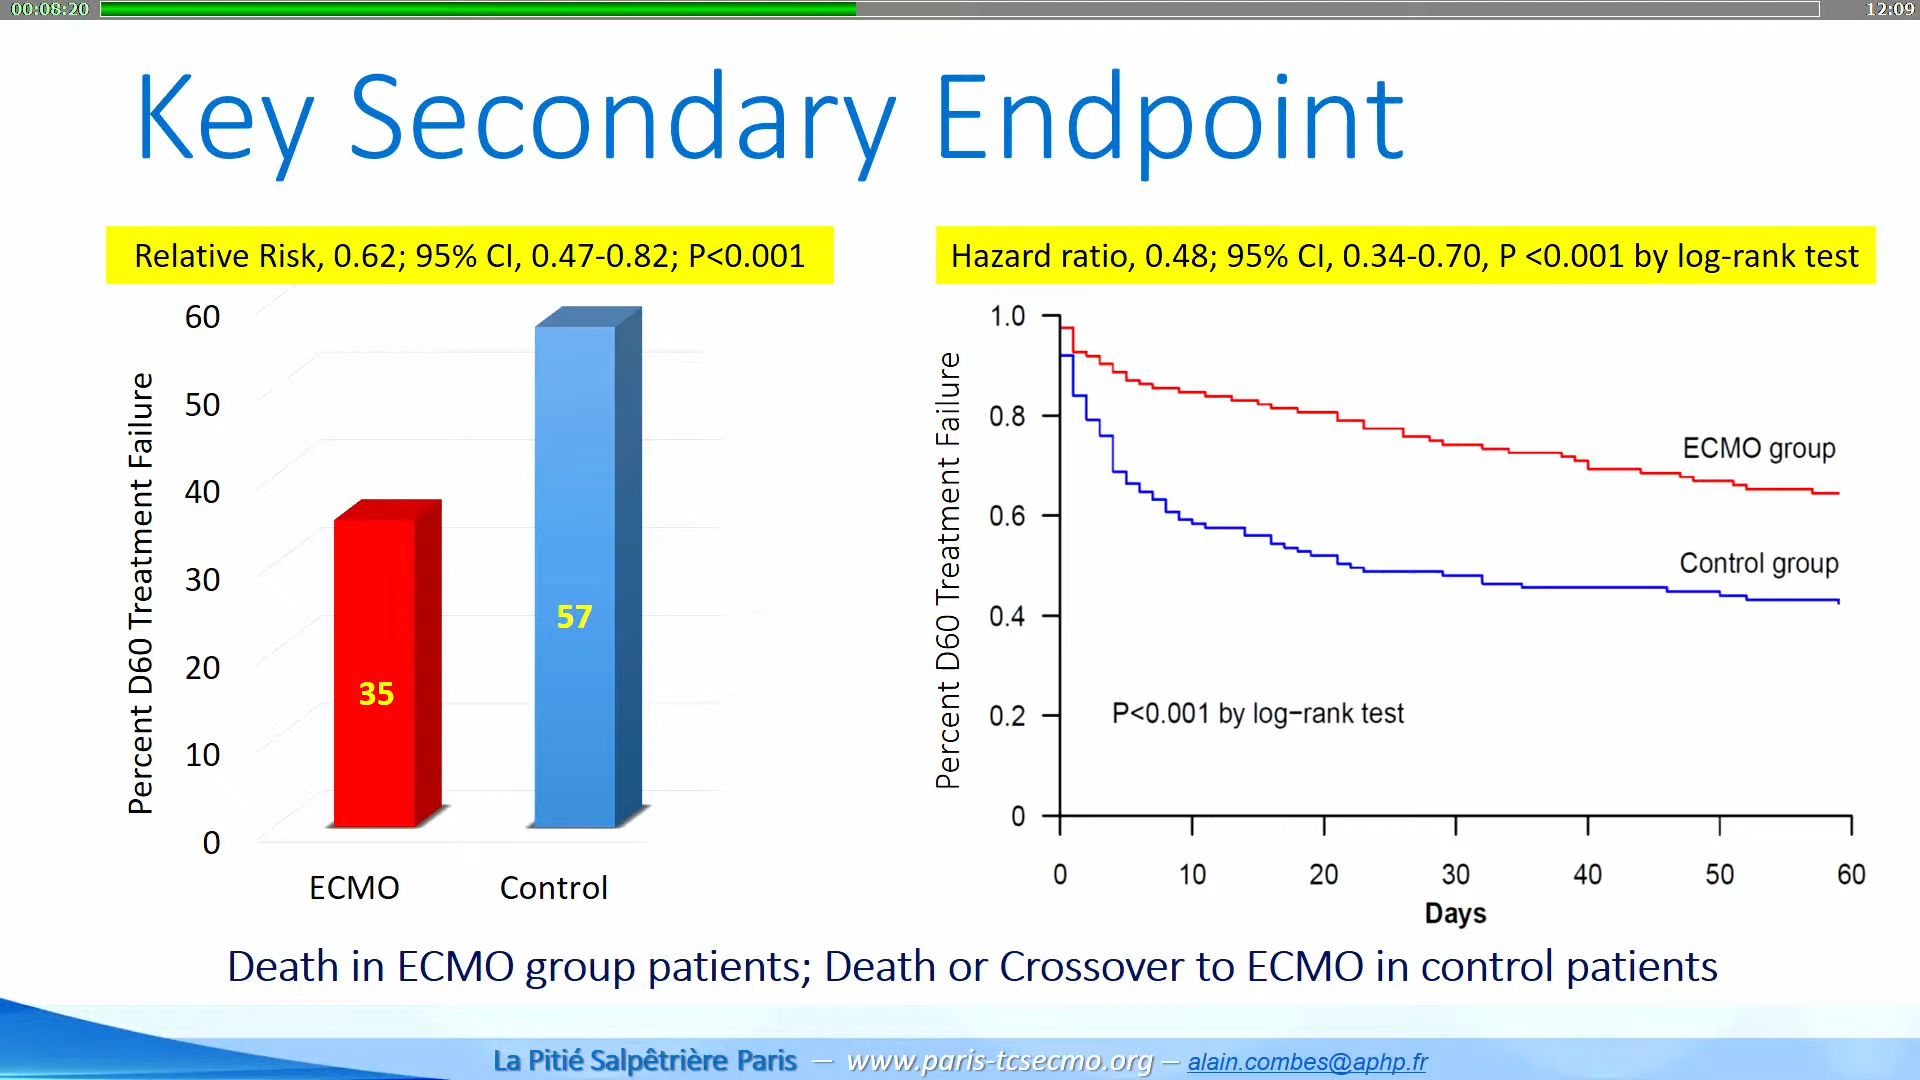 00:08:20
12:09
Key Secondary Endpoint
Relative Risk, 0.62; 95% CI, 0.47-0.82; P<0.001
Percent D60 Treatment Failure
60
50
40
30
20
10
0
35
57
ECMO
Control
Hazard ratio, 0.48; 95% CI, 0.34-0.70, P <0.001 by log-rank test
Percent D60 Treatment Failure
1.0
0.8
0.6
0.4
0.2
0
ECMO group
Control group
P<0.001 by log−rank test
0 10 20 30 40 50 60
Days
Death in ECMO group patients; Death or Crossover to ECMO in control patients
La Pitié Salpêtrière Paris — www.paris-tcsecmo.org – alain.combes@aphp.fr